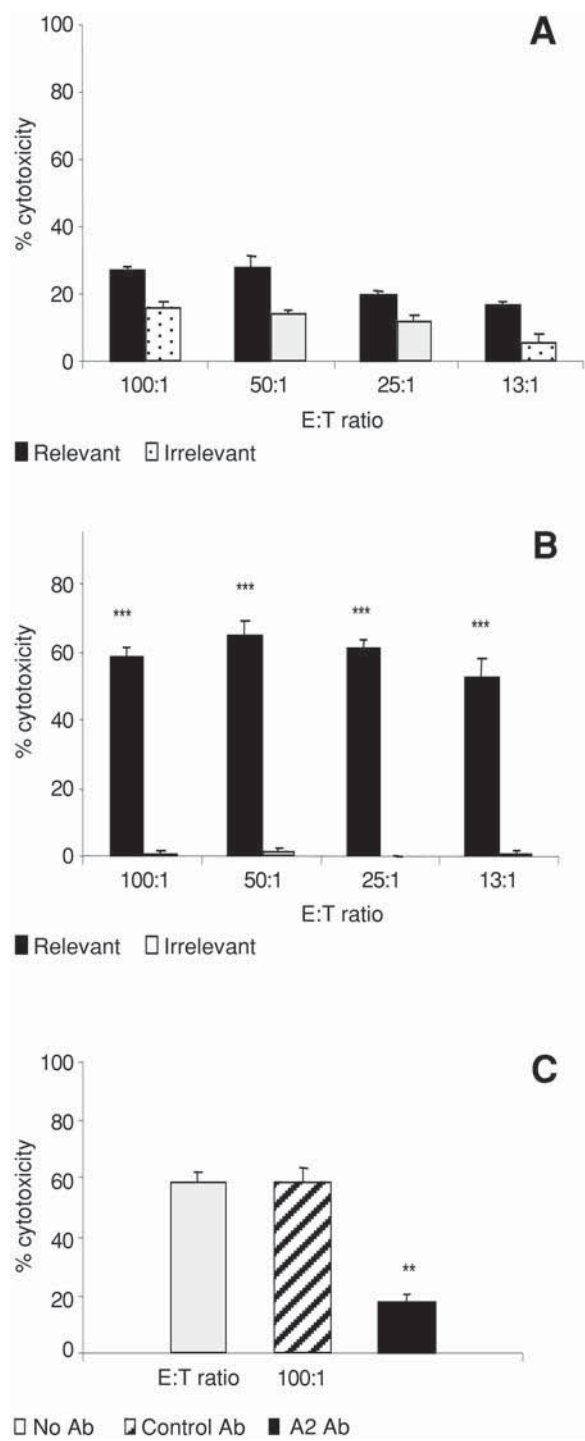 A
100
80
60
40
20
0
% cytotoxicity
100:1 50:1 25:1 13:1
E:T ratio
Relevant Irrelevant
B
80
60
40
20
0
% cytotoxicity
*** *** *** ***
100:1 50:1 25:1 13:1
E:T ratio
Relevant Irrelevant
C
100
80
60
40
20
0
% cytotoxicity
**
E:T ratio 100:1
No Ab Control Ab A2 Ab